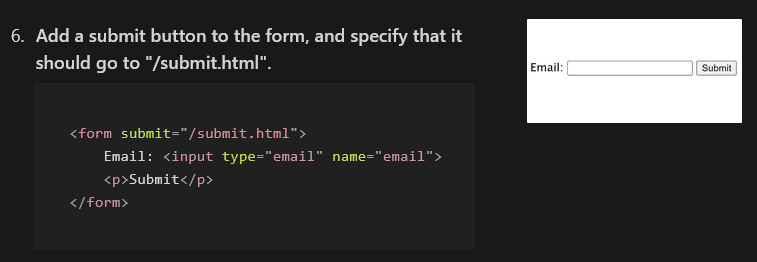 6. Add a submit button to the form, and specify that it
should go to "/submit.html".
Email: Submit
<form submit="/submit.html">
    Email: <input type="email" name="email">
    <p>Submit</p>
</form>